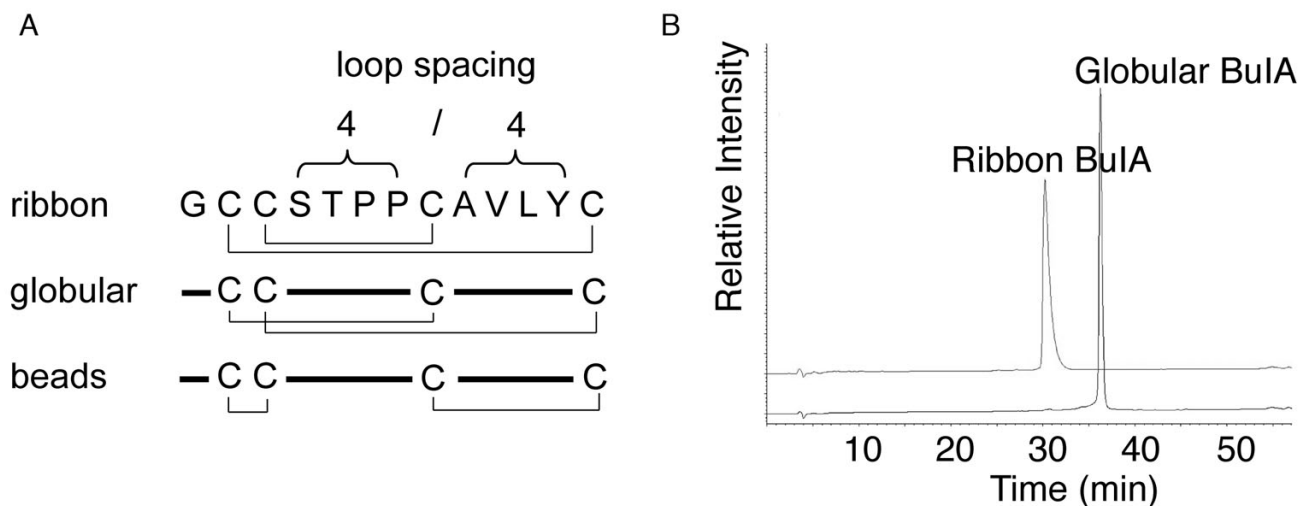 A
loop spacing
4 / 4
ribbon G C C S T P P C A V L Y C
globular C C C C
beads C C C C
B
Relative Intensity
Globular BuIA
Ribbon BuIA
10 20 30 40 50
Time (min)